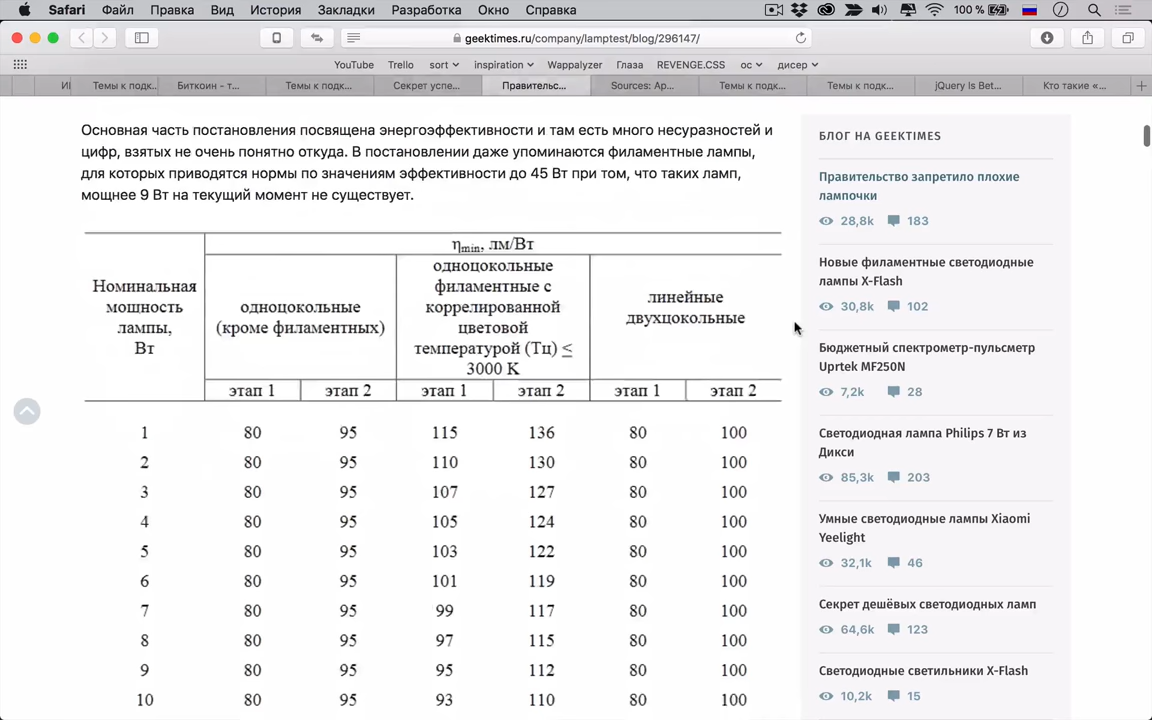 Safari Файл Правка Вид История Закладки Разработка Окно Справка 100 %
geektimes.ru/company/lamptest/blog/296147/
YouTube Trello sort inspiration Wappalyzer Глаза REVENGE.CSS ос дисер
Темы к подк... Биткоин - т... Темы к подк... Секрет успе... Правительс... Sources: Ap... Темы к подк... Темы к подк... jQuery Is Bet... Кто такие «...
Основная часть постановления посвящена энергоэффективности и там есть много несуразностей и
цифр, взятых не очень понятно откуда. В постановлении даже упоминаются филаментные лампы,
для которых приводятся нормы по значениям эффективности до 45 Вт при том, что таких ламп,
мощнее 9 Вт на текущий момент не существует.
Номинальная
мощность
лампы,
Вт
ηmin, лм/Вт
одноцокольные
(кроме филаментных)
одноцокольные
филаментные с
коррелированной
цветовой
температурой (Тц) ≤
3000 К
линейные
двухцокольные
этап 1 этап 2 этап 1 этап 2 этап 1 этап 2
1 80 95 115 136 80 100
2 80 95 110 130 80 100
3 80 95 107 127 80 100
4 80 95 105 124 80 100
5 80 95 103 122 80 100
6 80 95 101 119 80 100
7 80 95 99 117 80 100
8 80 95 97 115 80 100
9 80 95 95 112 80 100
10 80 95 93 110 80 100
БЛОГ НА GEEKTIMES
Правительство запретило плохие
лампочки
28,8k 183
Новые филаментные светодиодные
лампы X-Flash
30,8k 102
Бюджетный спектрометр-пульсметр
Uprtek MF250N
7,2k 28
Светодиодная лампа Philips 7 Вт из
Дикси
85,3k 203
Умные светодиодные лампы Xiaomi
Yeelight
32,1k 46
Секрет дешёвых светодиодных ламп
64,6k 123
Светодиодные светильники X-Flash
10,2k 15